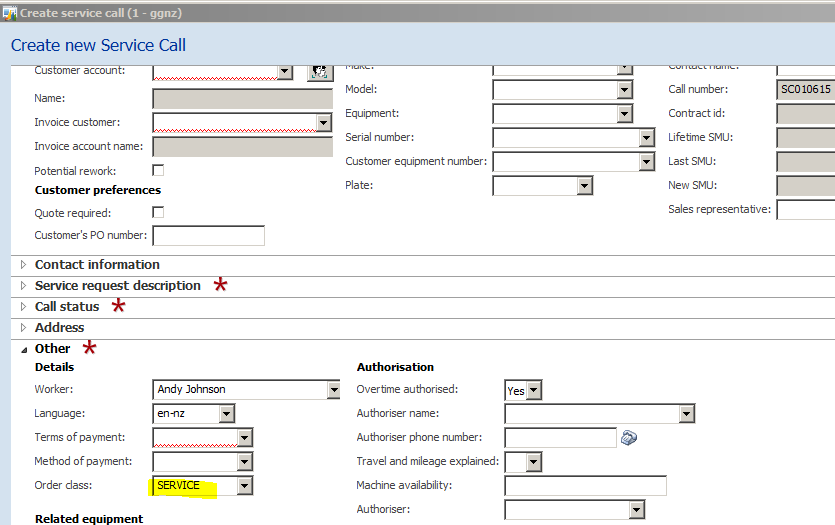 Create service call (1 - ggnz)
Create new Service Call
Customer account:
Name:
Invoice customer:
Invoice account name:
Potential rework:
Customer preferences
Quote required:
Customer's PO number:
Make:
Model:
Equipment:
Serial number:
Customer equipment number:
Plate:
Contact name:
Call number: SC010615
Contract id:
Lifetime SMU:
Last SMU:
New SMU:
Sales representative:
Contact information
Service request description *
Call status *
Address
Other *
Details
Worker: Andy Johnson
Language: en-nz
Terms of payment:
Method of payment:
Order class: SERVICE
Related equipment
Authorisation
Overtime authorised: Yes
Authoriser name:
Authoriser phone number:
Travel and mileage explained:
Machine availability:
Authoriser: